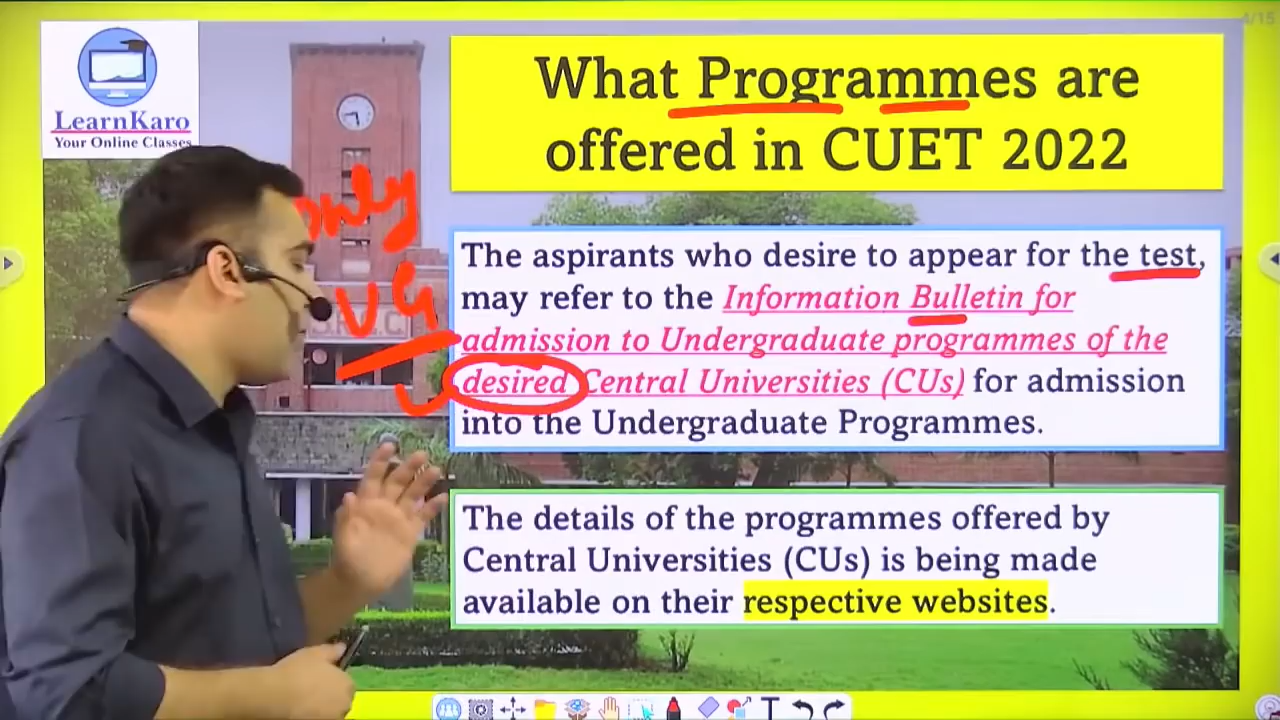 4/15
LearnKaro
Your Online Classes
What Programmes are
offered in CUET 2022
only
UG
The aspirants who desire to appear for the test,
may refer to the Information Bulletin for
admission to Undergraduate programmes of the
desired Central Universities (CUs) for admission
into the Undergraduate Programmes.
The details of the programmes offered by
Central Universities (CUs) is being made
available on their respective websites.
T